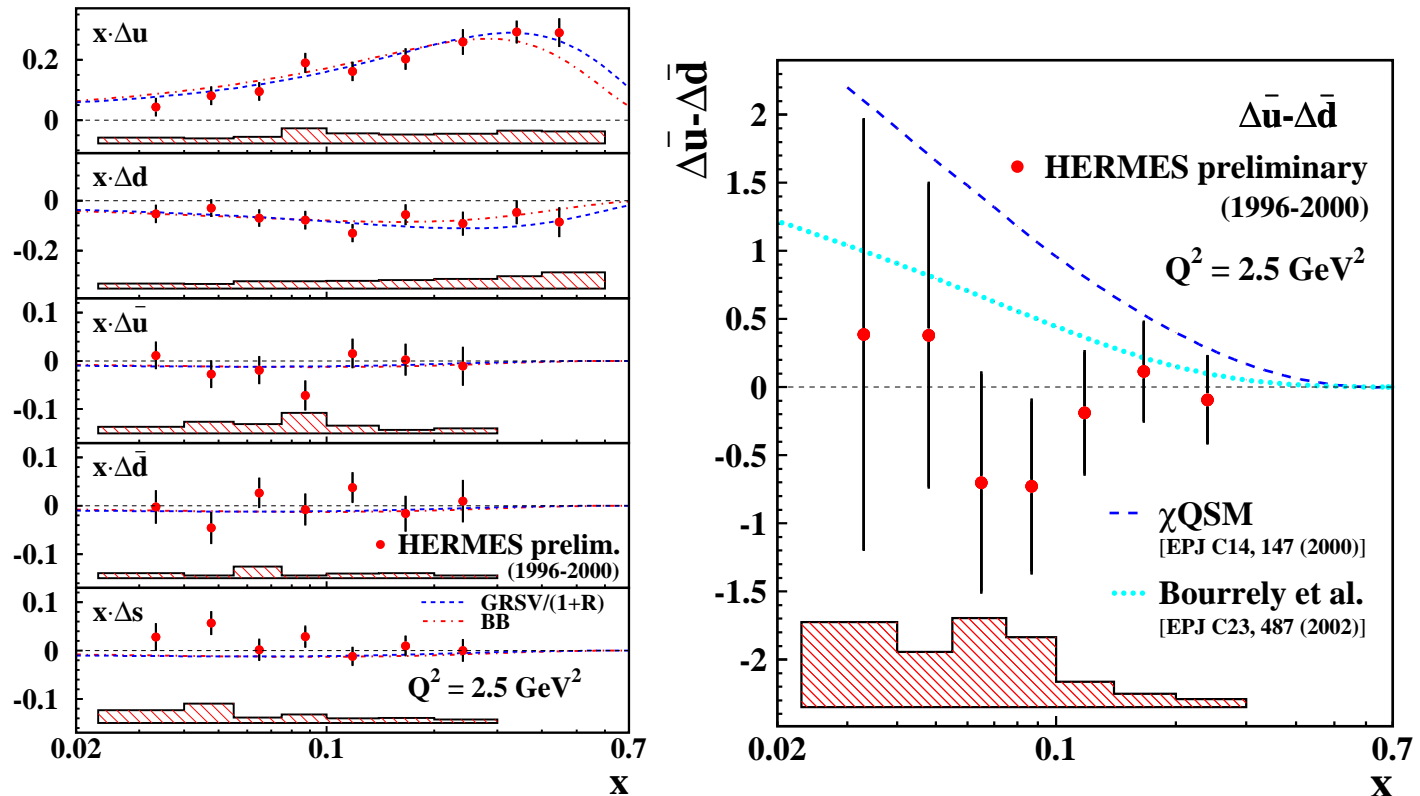 x·Δu
0.2
0
x·Δd
0
-0.2
x·Δū
0.1
0
-0.1
x·Δd̄
0.1
0
-0.1
HERMES prelim.
(1996-2000)
x·Δs
GRSV/(1+R)
BB
0.1
0
-0.1
Q² = 2.5 GeV²
0.02
0.1
0.7
x
Δū-Δd̄
Δū-Δd̄
HERMES preliminary
(1996-2000)
Q² = 2.5 GeV²
2
1.5
1
0.5
0
-0.5
-1
-1.5
-2
χQSM
[EPJ C14, 147 (2000)]
Bourrely et al.
[EPJ C23, 487 (2002)]
0.02
0.1
0.7
x